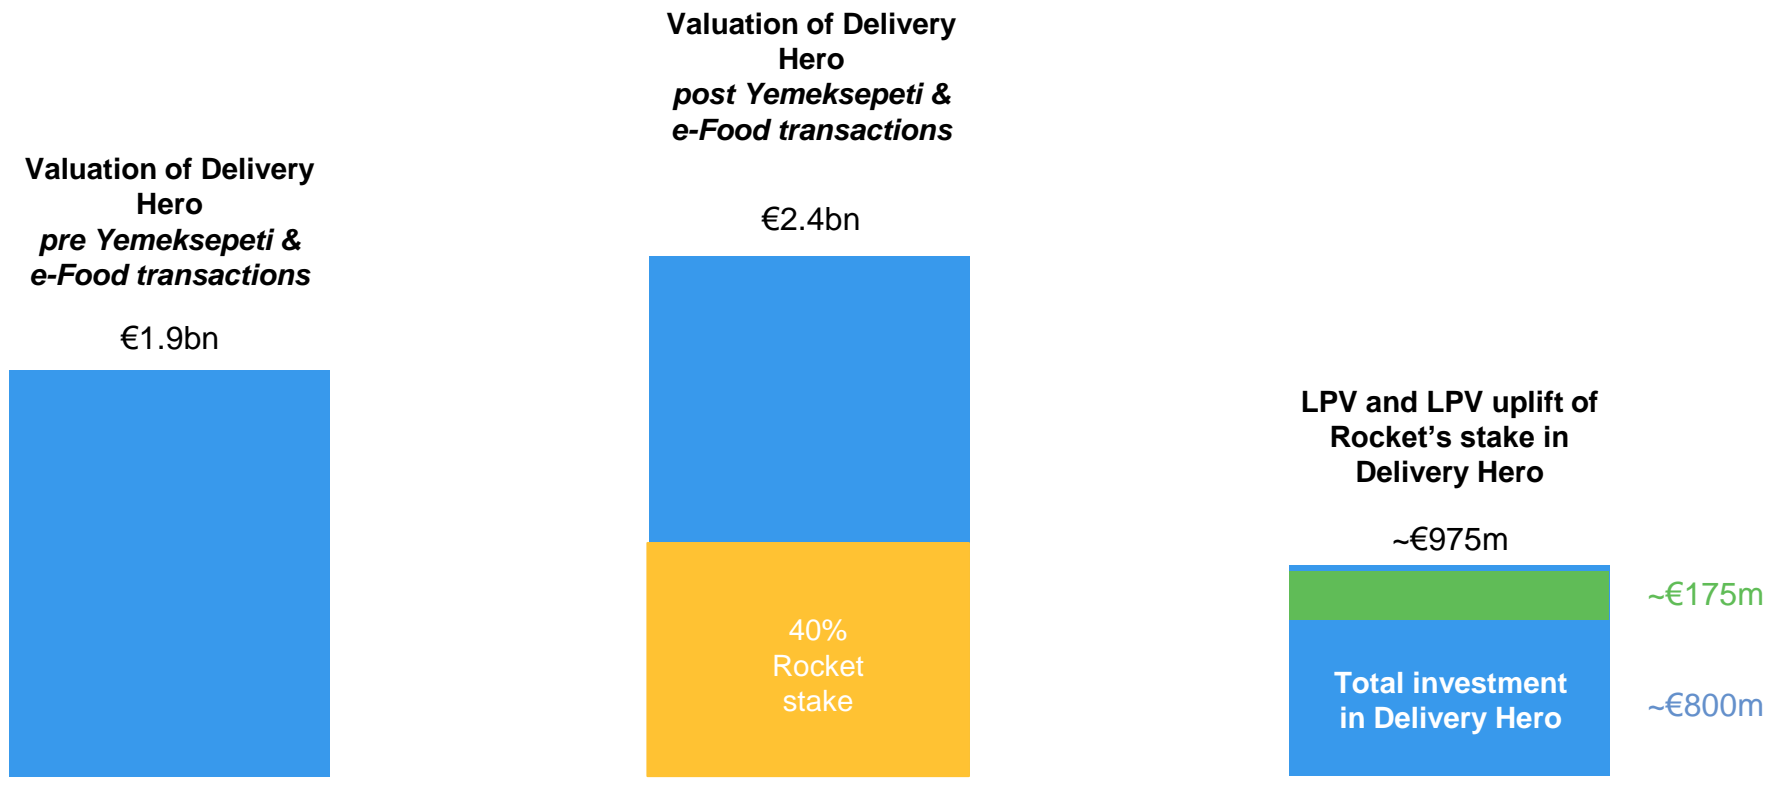 Valuation of Delivery
Hero
pre Yemeksepeti &
e-Food transactions
€1.9bn
Valuation of Delivery
Hero
post Yemeksepeti &
e-Food transactions
€2.4bn
40%
Rocket
stake
LPV and LPV uplift of
Rocket's stake in
Delivery Hero
~€975m
~€175m
Total investment
in Delivery Hero
~€800m